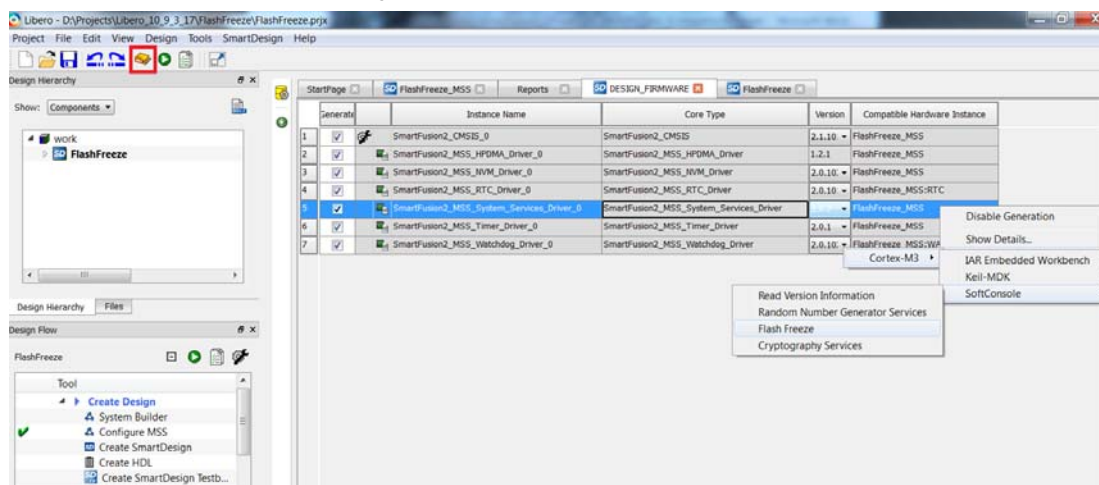 Libero - D:\Projects\Libero_10_9_3_17\FlashFreeze\FlashFreeze.prjx
Project File Edit View Design Tools SmartDesign Help
Design Hierarchy
Show: Components
work
FlashFreeze
Design Hierarchy Files
Design Flow
FlashFreeze
Tool
Create Design
System Builder
Configure MSS
Create SmartDesign
Create HDL
Create SmartDesign Testb...
StartPage FlashFreeze_MSS Reports DESIGN_FIRMWARE FlashFreeze
Generate Instance Name Core Type Version Compatible Hardware Instance
1 SmartFusion2_CMSIS_0 SmartFusion2_CMSIS 2.1.10 FlashFreeze_MSS
2 SmartFusion2_MSS_HPDMA_Driver_0 SmartFusion2_MSS_HPDMA_Driver 1.2.1 FlashFreeze_MSS
3 SmartFusion2_MSS_NVM_Driver_0 SmartFusion2_MSS_NVM_Driver 2.0.10 FlashFreeze_MSS
4 SmartFusion2_MSS_RTC_Driver_0 SmartFusion2_MSS_RTC_Driver 2.0.10 FlashFreeze_MSS:RTC
5 SmartFusion2_MSS_System_Services_Driver_0 SmartFusion2_MSS_System_Services_Driver FlashFreeze_MSS
6 SmartFusion2_MSS_Timer_Driver_0 SmartFusion2_MSS_Timer_Driver 2.0.1 FlashFreeze_MSS
7 SmartFusion2_MSS_Watchdog_Driver_0 SmartFusion2_MSS_Watchdog_Driver 2.0.10 FlashFreeze_MSS:WA
Disable Generation
Show Details...
IAR Embedded Workbench
Keil-MDK
SoftConsole
Cortex-M3
Read Version Information
Random Number Generator Services
Flash Freeze
Cryptography Services